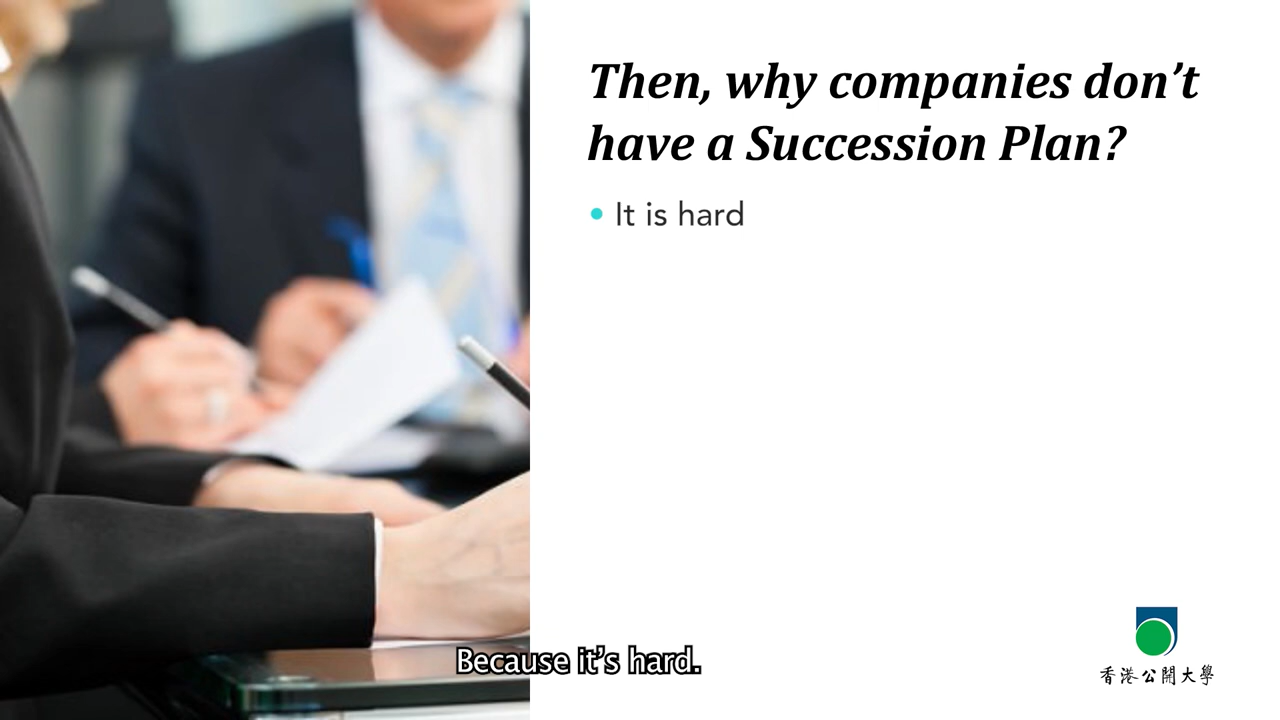 Then, why companies don’t
have a Succession Plan?
• It is hard
Because it’s hard.
香港公開大學